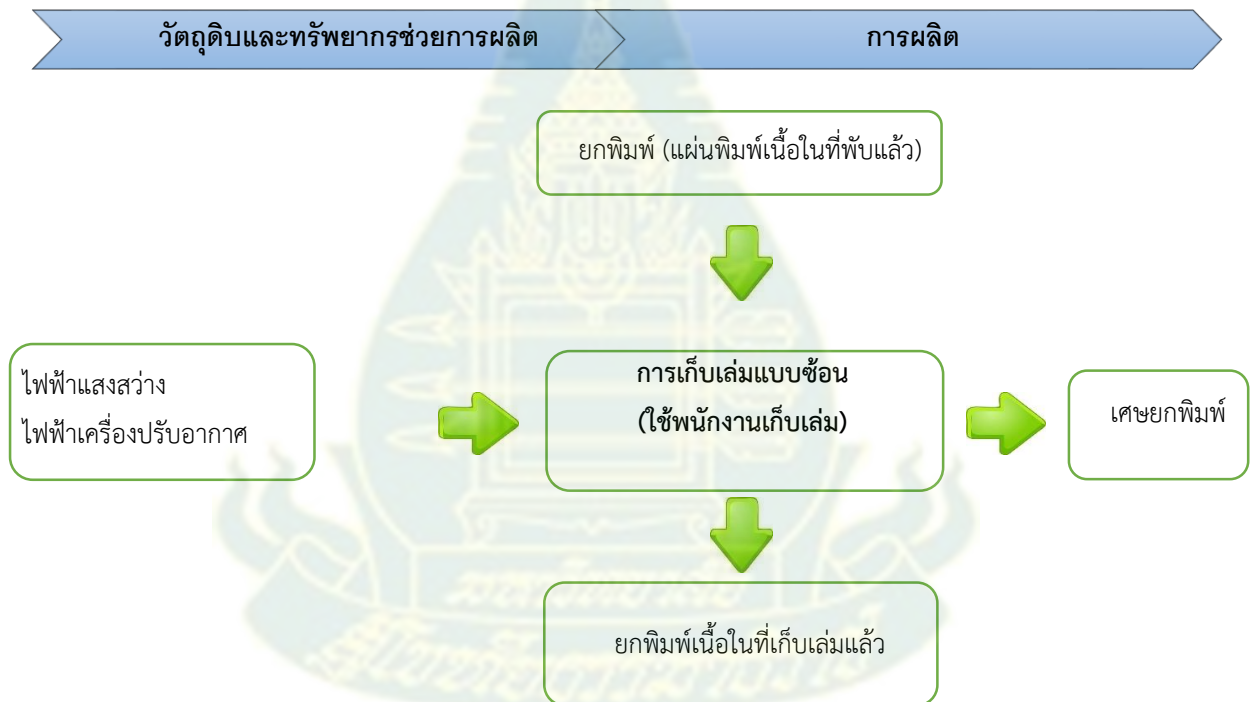 วัตถุดิบและทรัพยากรช่วยการผลิต
การผลิต
ยกพิมพ์ (แผ่นพิมพ์เนื้อในที่พับแล้ว)
ไฟฟ้าแสงสว่าง
ไฟฟ้าเครื่องปรับอากาศ
การเก็บเล่มแบบซ้อน
(ใช้พนักงานเก็บเล่ม)
เศษยกพิมพ์
ยกพิมพ์เนื้อในที่เก็บเล่มแล้ว